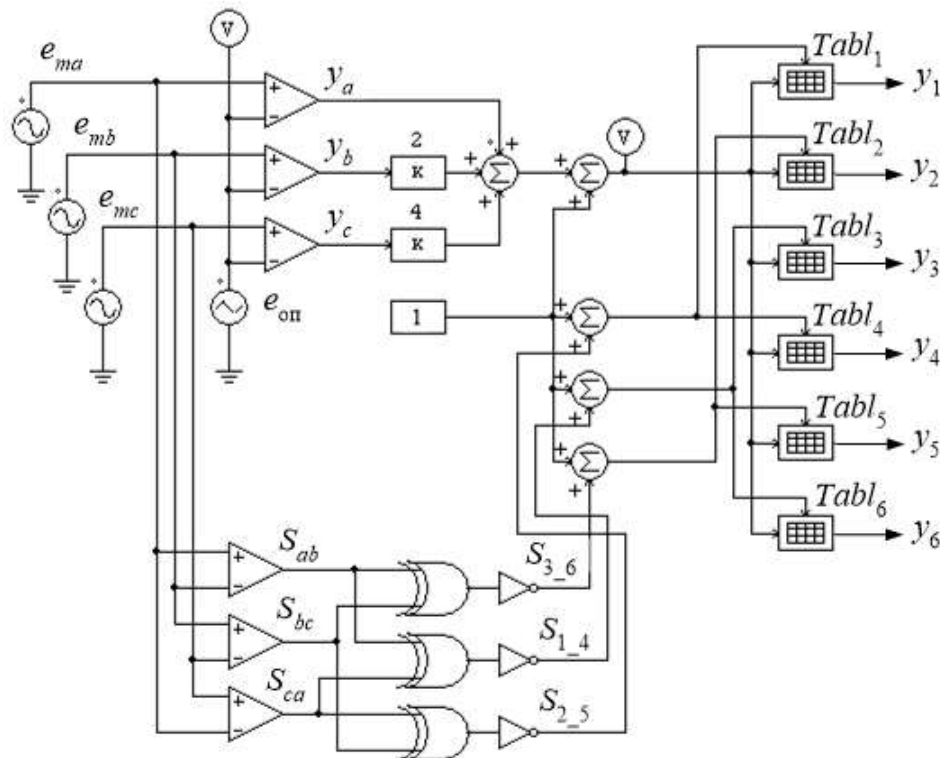 V
e_ma
y_a
Tabl_1
y_1
e_mb
y_b
2
К
V
Tabl_2
y_2
e_mc
y_c
4
К
Tabl_3
y_3
e_оп
1
Tabl_4
y_4
Tabl_5
y_5
Tabl_6
y_6
S_ab
S_3_6
S_bc
S_1_4
S_ca
S_2_5